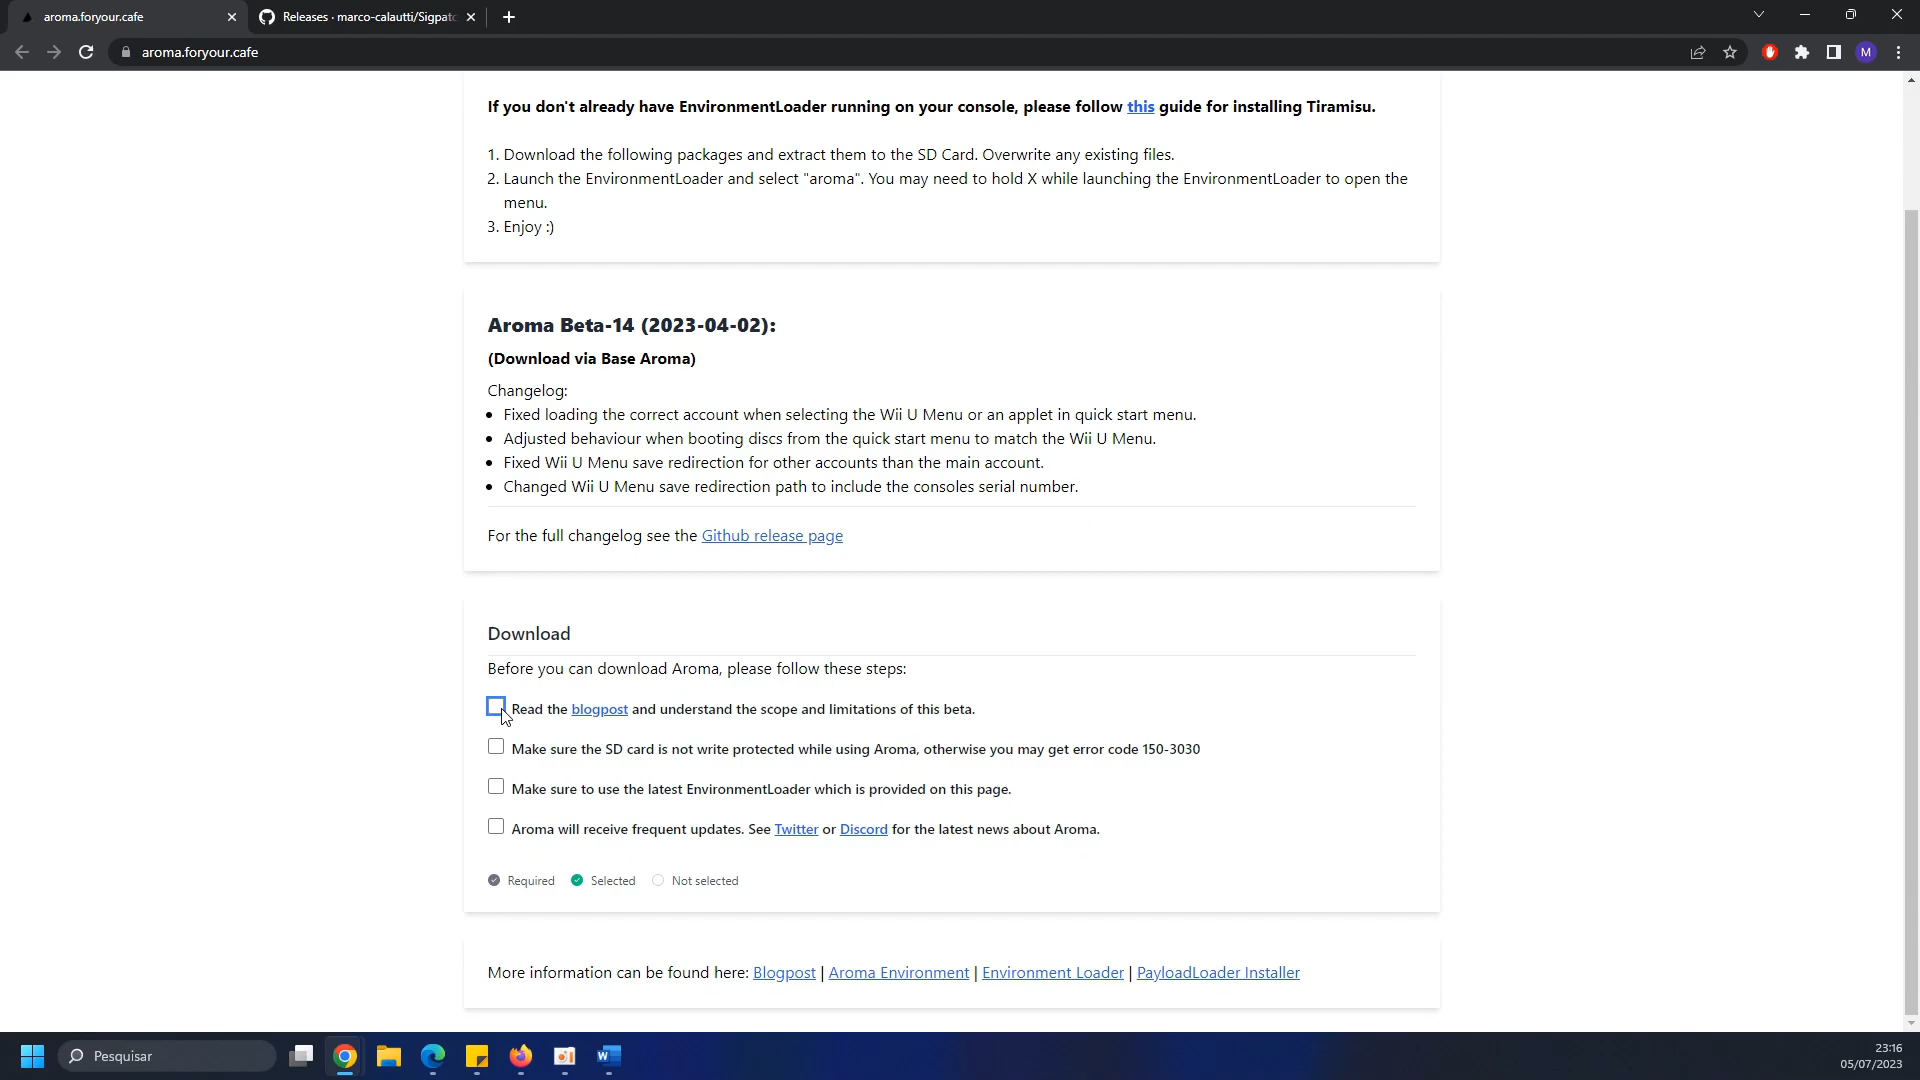 aroma.foryour.cafe
Releases · marco-calautti/Sigpatc
aroma.foryour.cafe
M
If you don't already have EnvironmentLoader running on your console, please follow this guide for installing Tiramisu.
1. Download the following packages and extract them to the SD Card. Overwrite any existing files.
2. Launch the EnvironmentLoader and select "aroma". You may need to hold X while launching the EnvironmentLoader to open the
menu.
3. Enjoy :)
Aroma Beta-14 (2023-04-02):
(Download via Base Aroma)
Changelog:
• Fixed loading the correct account when selecting the Wii U Menu or an applet in quick start menu.
• Adjusted behaviour when booting discs from the quick start menu to match the Wii U Menu.
• Fixed Wii U Menu save redirection for other accounts than the main account.
• Changed Wii U Menu save redirection path to include the consoles serial number.
For the full changelog see the Github release page
Download
Before you can download Aroma, please follow these steps:
Read the blogpost and understand the scope and limitations of this beta.
Make sure the SD card is not write protected while using Aroma, otherwise you may get error code 150-3030
Make sure to use the latest EnvironmentLoader which is provided on this page.
Aroma will receive frequent updates. See Twitter or Discord for the latest news about Aroma.
Required Selected Not selected
More information can be found here: Blogpost | Aroma Environment | Environment Loader | PayloadLoader Installer
Pesquisar
23:16
05/07/2023